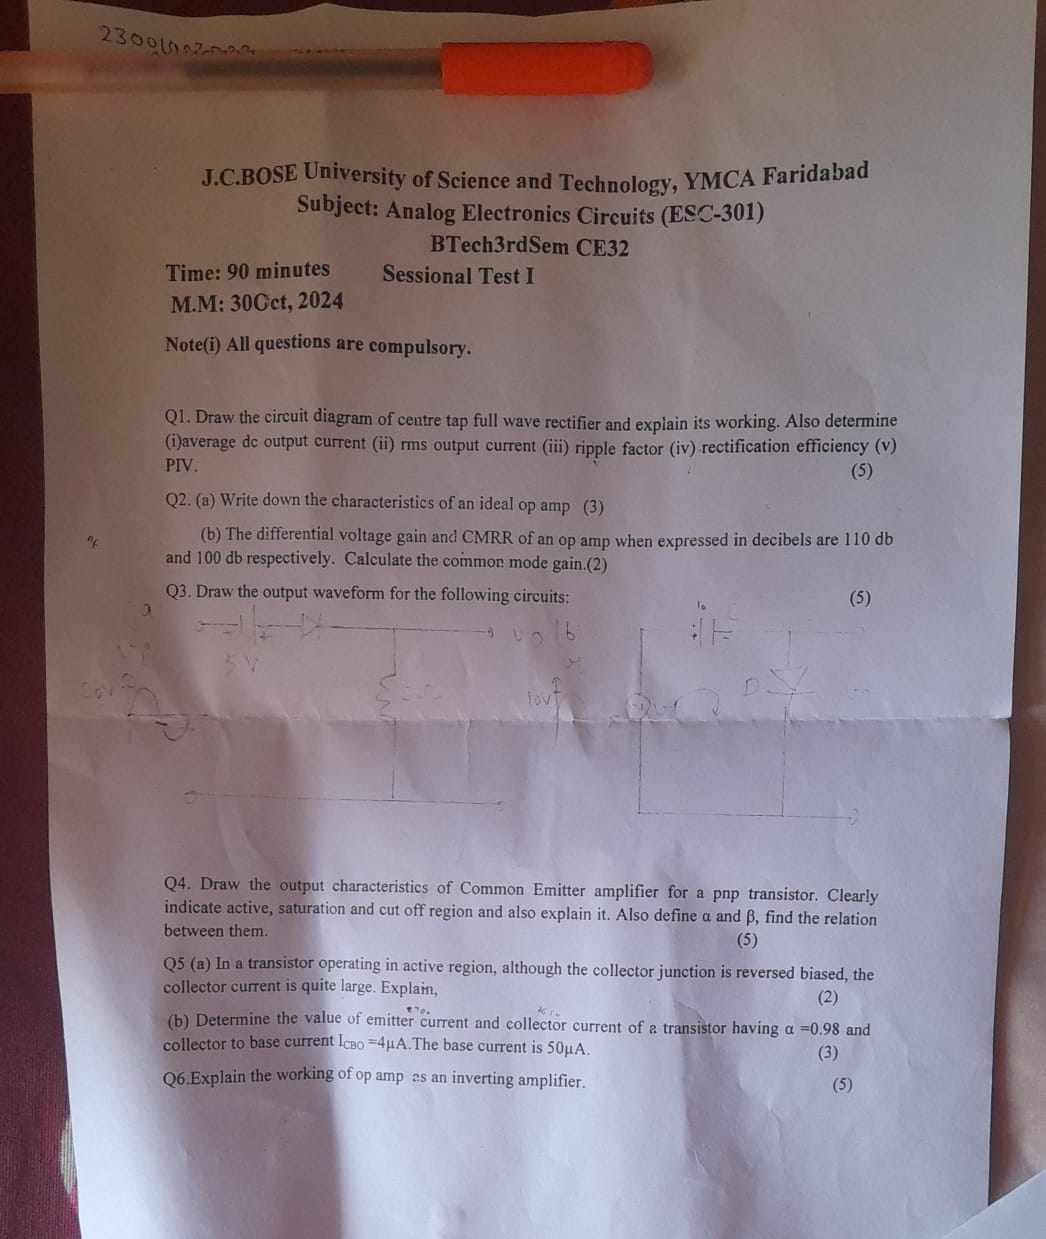 J.C.BOSE University of Science and Technology, YMCA Faridabad
Subject: Analog Electronics Circuits (ESC-301)
BTech3rdSem CE32
Time: 90 minutes Sessional Test I
M.M: 30Oct, 2024
Note(i) All questions are compulsory.
Q1. Draw the circuit diagram of centre tap full wave rectifier and explain its working. Also determine
(i)average dc output current (ii) rms output current (iii) ripple factor (iv) rectification efficiency (v)
PIV. (5)
Q2. (a) Write down the characteristics of an ideal op amp (3)
(b) The differential voltage gain and CMRR of an op amp when expressed in decibels are 110 db
and 100 db respectively. Calculate the common mode gain.(2)
Q3. Draw the output waveform for the following circuits: (5)
5V
10V
D
Q4. Draw the output characteristics of Common Emitter amplifier for a pnp transistor. Clearly
indicate active, saturation and cut off region and also explain it. Also define α and β, find the relation
between them. (5)
Q5 (a) In a transistor operating in active region, although the collector junction is reversed biased, the
collector current is quite large. Explain, (2)
(b) Determine the value of emitter current and collector current of a transistor having α =0.98 and
collector to base current ICBO =4μA.The base current is 50μA. (3)
Q6.Explain the working of op amp as an inverting amplifier. (5)